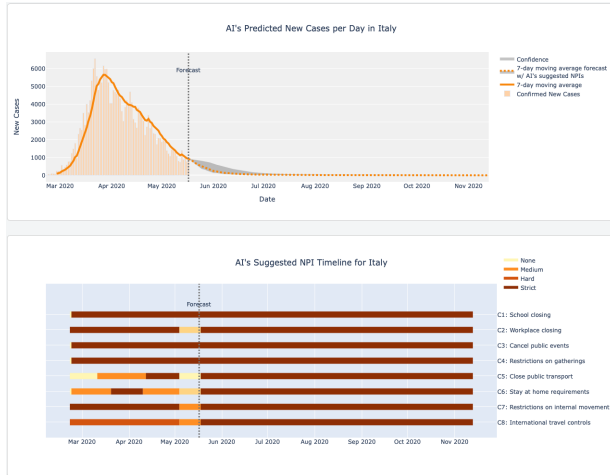 AI's Predicted New Cases per Day in Italy
Confidence
7-day moving average forecast
w/ AI's suggested NPIs
7-day moving average
Confirmed New Cases
Forecast
New Cases
6000
5000
4000
3000
2000
1000
0
Mar 2020 Apr 2020 May 2020 Jun 2020 Jul 2020 Aug 2020 Sep 2020 Oct 2020 Nov 2020
Date
AI's Suggested NPI Timeline for Italy
None
Medium
Hard
Strict
Forecast
C1: School closing
C2: Workplace closing
C3: Cancel public events
C4: Restrictions on gatherings
C5: Close public transport
C6: Stay at home requirements
C7: Restrictions on internal movement
C8: International travel controls
Mar 2020 Apr 2020 May 2020 Jun 2020 Jul 2020 Aug 2020 Sep 2020 Oct 2020 Nov 2020